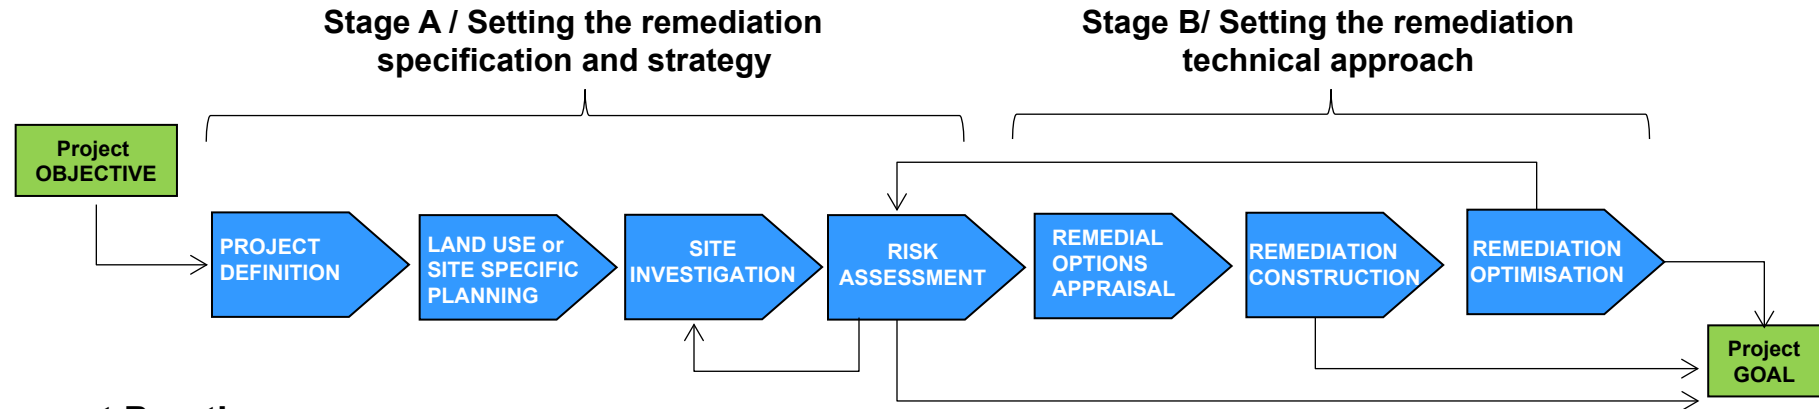 Stage A / Setting the remediation
specification and strategy
Stage B/ Setting the remediation
technical approach
Project
OBJECTIVE
PROJECT
DEFINITION
LAND USE or
SITE SPECIFIC
PLANNING
SITE
INVESTIGATION
RISK
ASSESSMENT
REMEDIAL
OPTIONS
APPRAISAL
REMEDIATION
CONSTRUCTION
REMEDIATION
OPTIMISATION
Project
GOAL